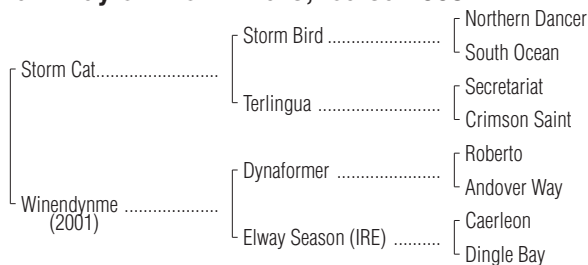 Northern Dancer
Storm Bird ........................
South Ocean
Storm Cat..........................
Secretariat
Terlingua ..........................
Crimson Saint
Roberto
Dynaformer ......................
Andover Way
Winendynme ....................
(2001)
Caerleon
Elway Season (IRE) ..........
Dingle Bay